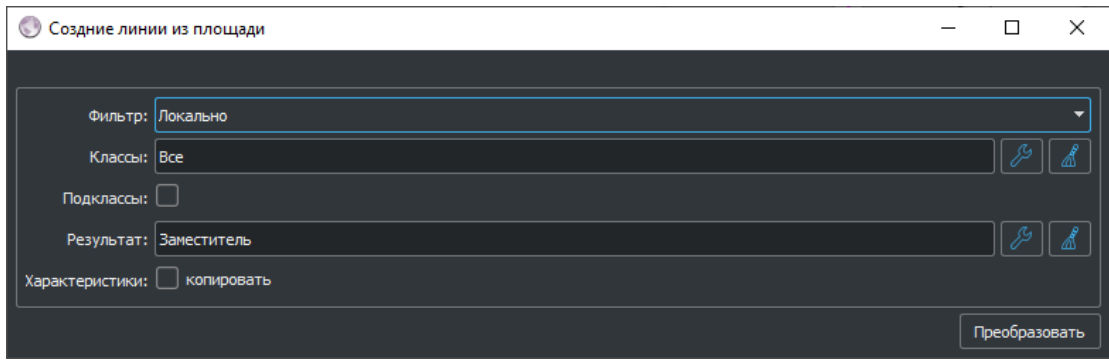 Создние линии из площади
Фильтр: Локально
Классы: Все
Подклассы:
Результат: Заместитель
Характеристики: копировать
Преобразовать